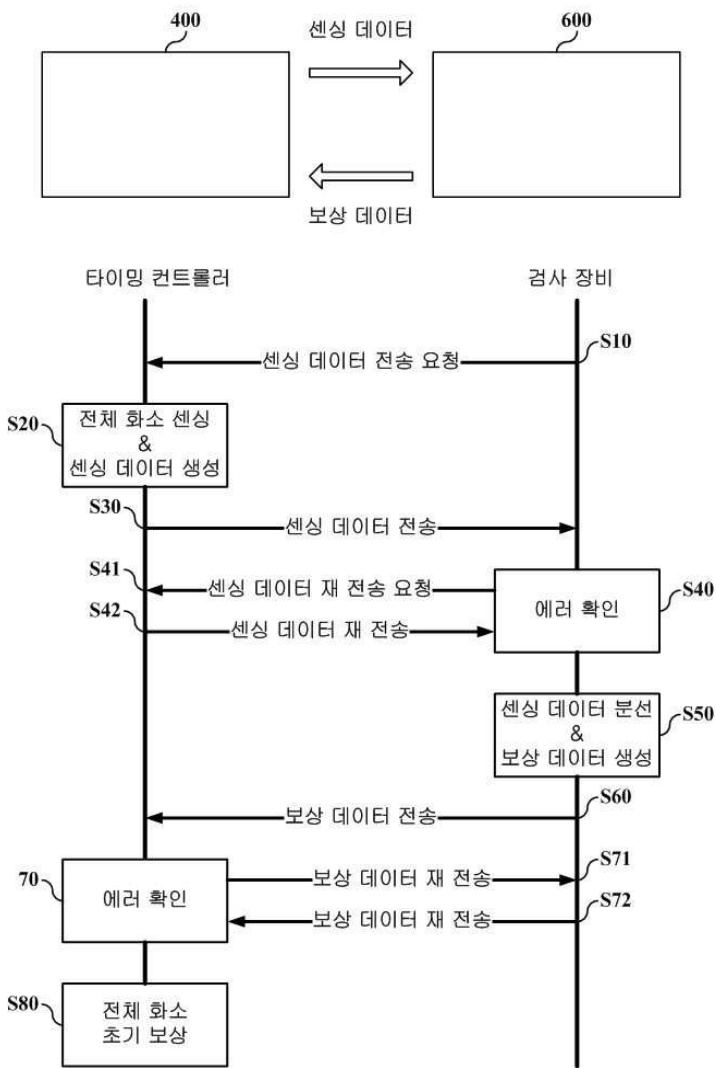 400
센싱 데이터
600
보상 데이터
타이밍 컨트롤러
검사 장비
센싱 데이터 전송 요청
S10
S20
전체 화소 센싱
&
센싱 데이터 생성
S30
센싱 데이터 전송
S41
센싱 데이터 재 전송 요청
S40
에러 확인
S42
센싱 데이터 재 전송
센싱 데이터 분선
&
보상 데이터 생성
S50
보상 데이터 전송
S60
70
에러 확인
보상 데이터 재 전송
S71
보상 데이터 재 전송
S72
S80
전체 화소
초기 보상